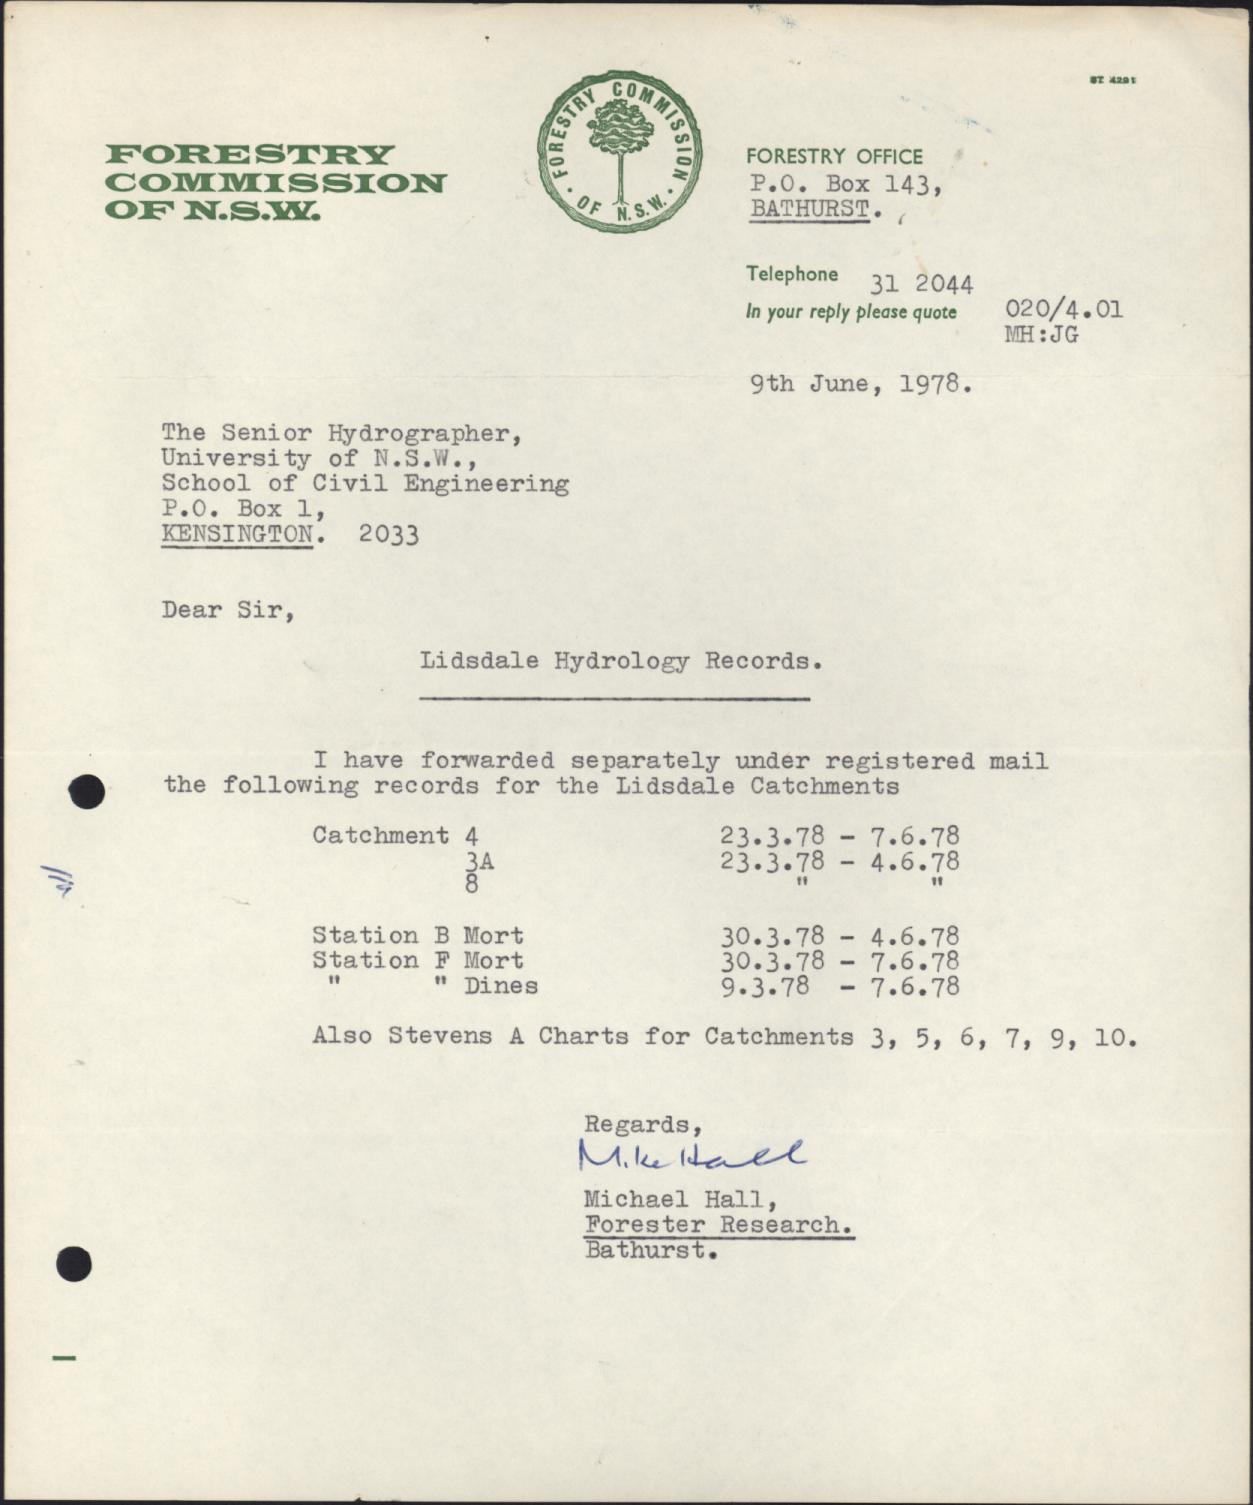 ST 4291
FORESTRY COMMISSION
OF N.S.W.
FORESTRY
COMMISSION
OF N.S.W.
FORESTRY OFFICE
P.O. Box 143,
BATHURST.
Telephone 31 2044
In your reply please quote 020/4.01
MH:JG
9th June, 1978.
The Senior Hydrographer,
University of N.S.W.,
School of Civil Engineering
P.O. Box 1,
KENSINGTON. 2033
Dear Sir,
Lidsdale Hydrology Records.
I have forwarded separately under registered mail
the following records for the Lidsdale Catchments
Catchment 4 23.3.78 - 7.6.78
3A 23.3.78 - 4.6.78
8 " "
Station B Mort 30.3.78 - 4.6.78
Station F Mort 30.3.78 - 7.6.78
" " Dines 9.3.78 - 7.6.78
Also Stevens A Charts for Catchments 3, 5, 6, 7, 9, 10.
Regards,
Mike Hall
Michael Hall,
Forester Research.
Bathurst.